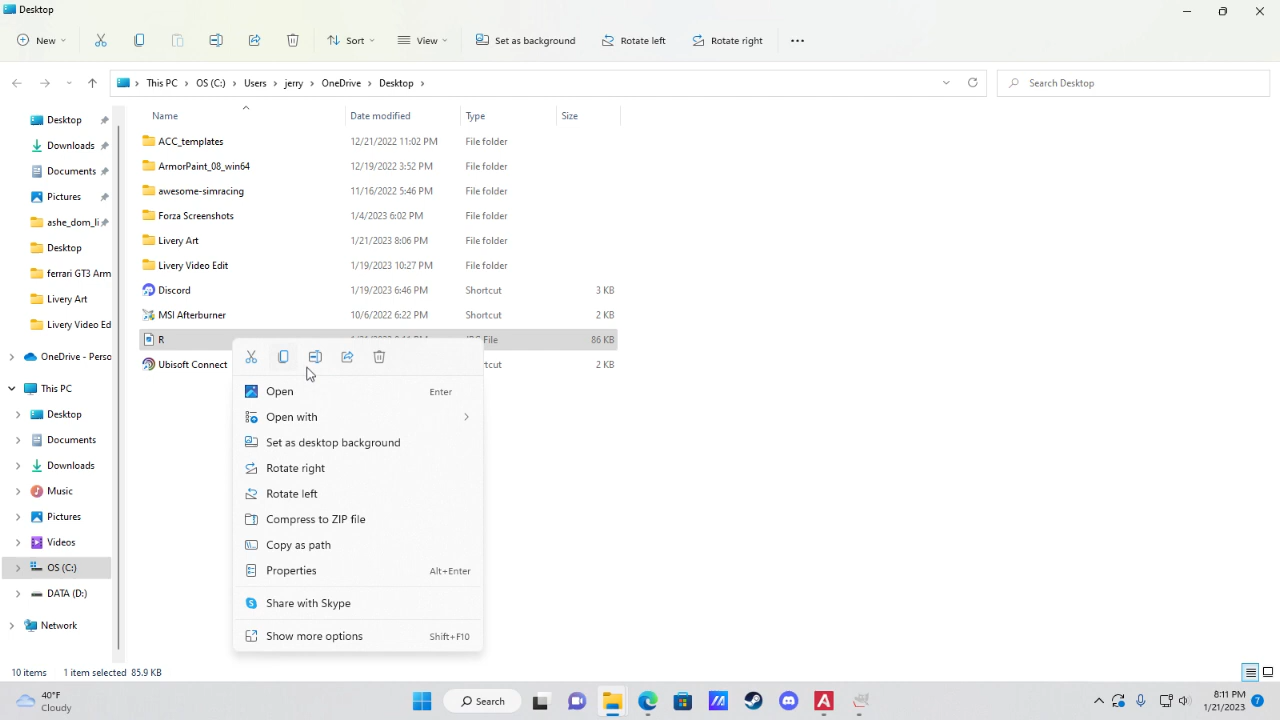 Desktop
New
Sort
View
Set as background
Rotate left
Rotate right
This PC
OS (C:)
Users
jerry
OneDrive
Desktop
Search Desktop
Name
Date modified
Type
Size
Desktop
Downloads
Documents
Pictures
ashe_dom_li
Desktop
ferrari GT3 Arm
Livery Art
Livery Video Ed
OneDrive - Perso
This PC
Desktop
Documents
Downloads
Music
Pictures
Videos
OS (C:)
DATA (D:)
Network
ACC_templates 12/21/2022 11:02 PM File folder
ArmorPaint_08_win64 12/19/2022 3:52 PM File folder
awesome-simracing 11/16/2022 5:46 PM File folder
Forza Screenshots 1/4/2023 6:02 PM File folder
Livery Art 1/21/2023 8:06 PM File folder
Livery Video Edit 1/19/2023 10:27 PM File folder
Discord 1/19/2023 6:46 PM Shortcut 3 KB
MSI Afterburner 10/6/2022 6:22 PM Shortcut 2 KB
R File 86 KB
Ubisoft Connect 2 KB
Open Enter
Open with
Set as desktop background
Rotate right
Rotate left
Compress to ZIP file
Copy as path
Properties Alt+Enter
Share with Skype
Show more options Shift+F10
10 items 1 item selected 85.9 KB
40°F
Cloudy
Search
8:11 PM
1/21/2023
7